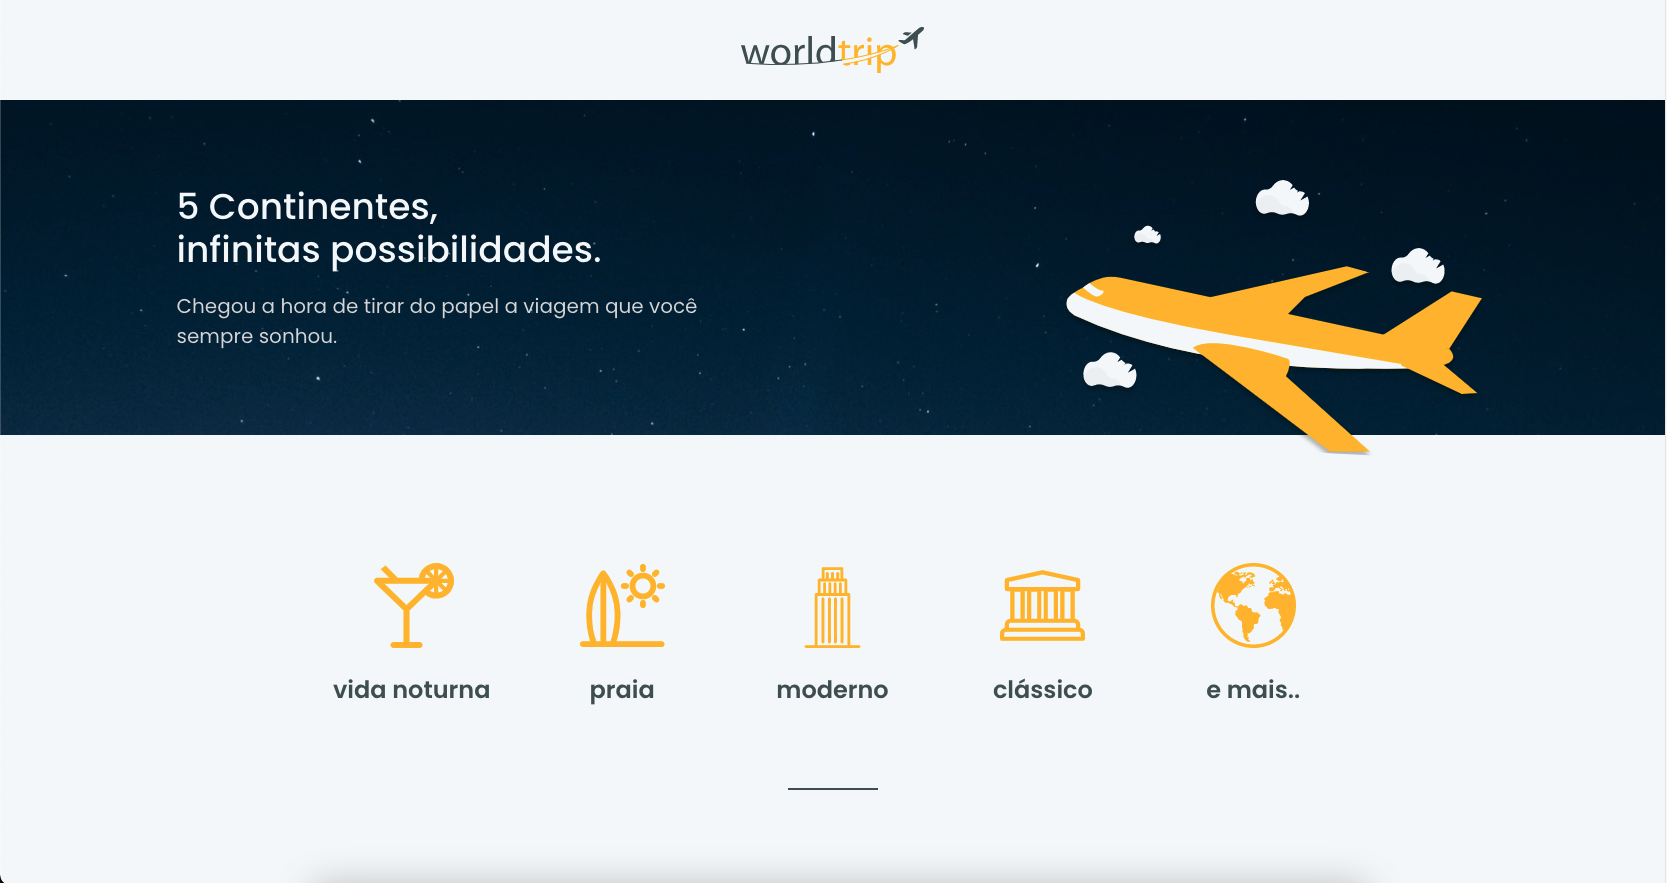 worldtrip
5 Continentes,
infinitas possibilidades.
Chegou a hora de tirar do papel a viagem que você
sempre sonhou.
vida noturna
praia
moderno
clássico
e mais..